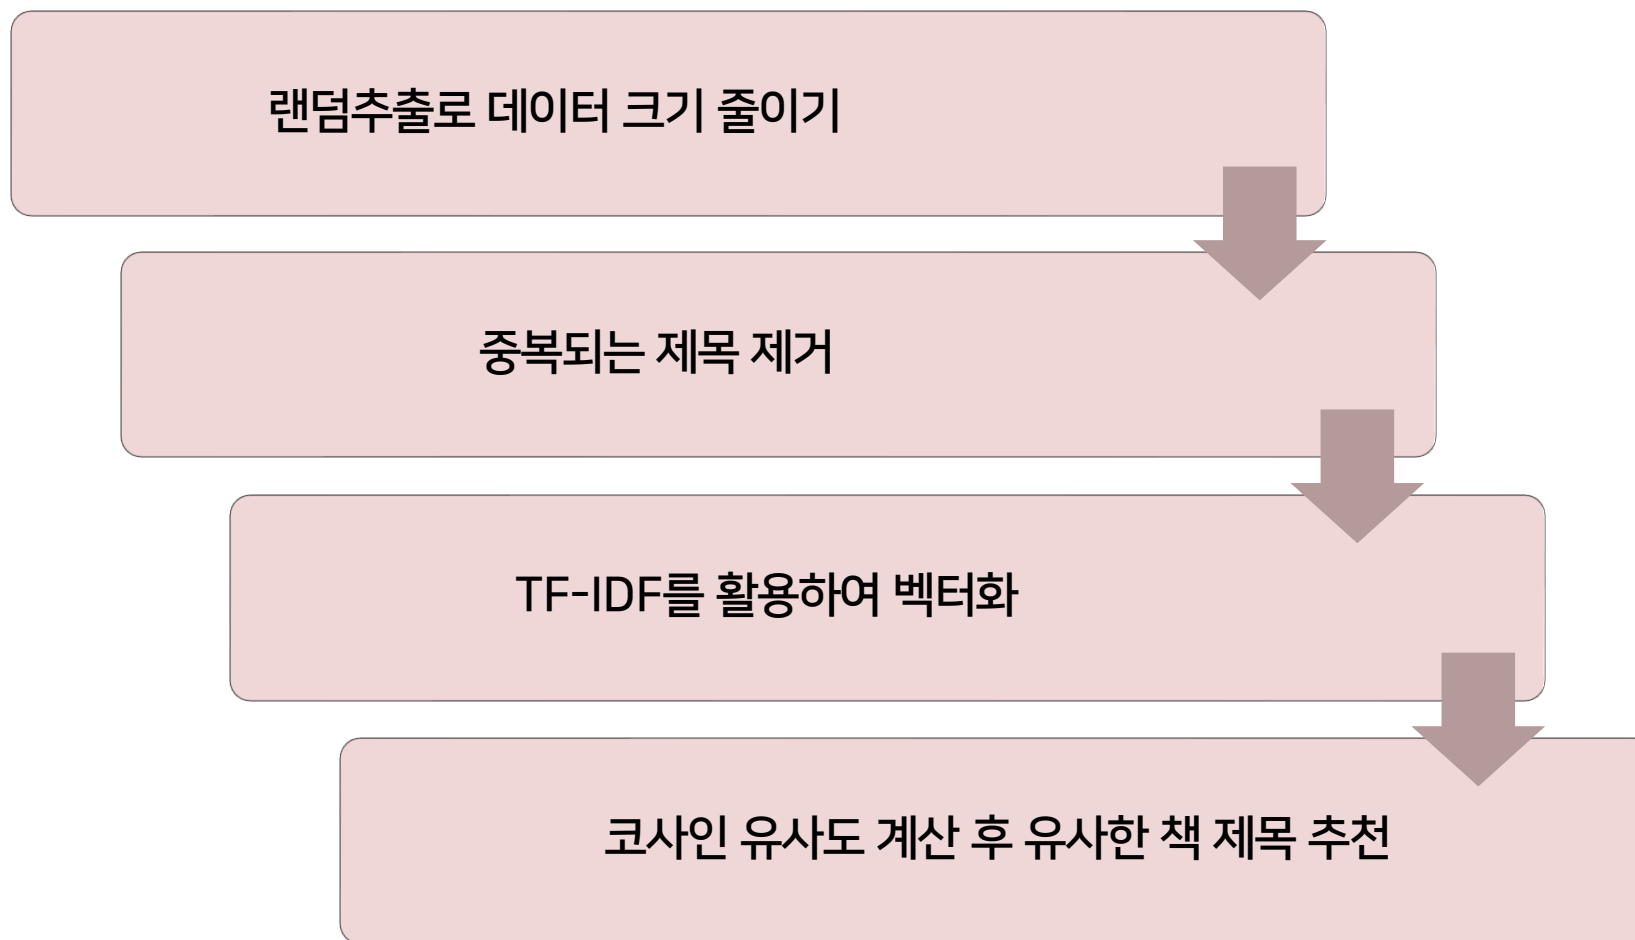 랜덤추출로 데이터 크기 줄이기
중복되는 제목 제거
TF-IDF를 활용하여 벡터화
코사인 유사도 계산 후 유사한 책 제목 추천